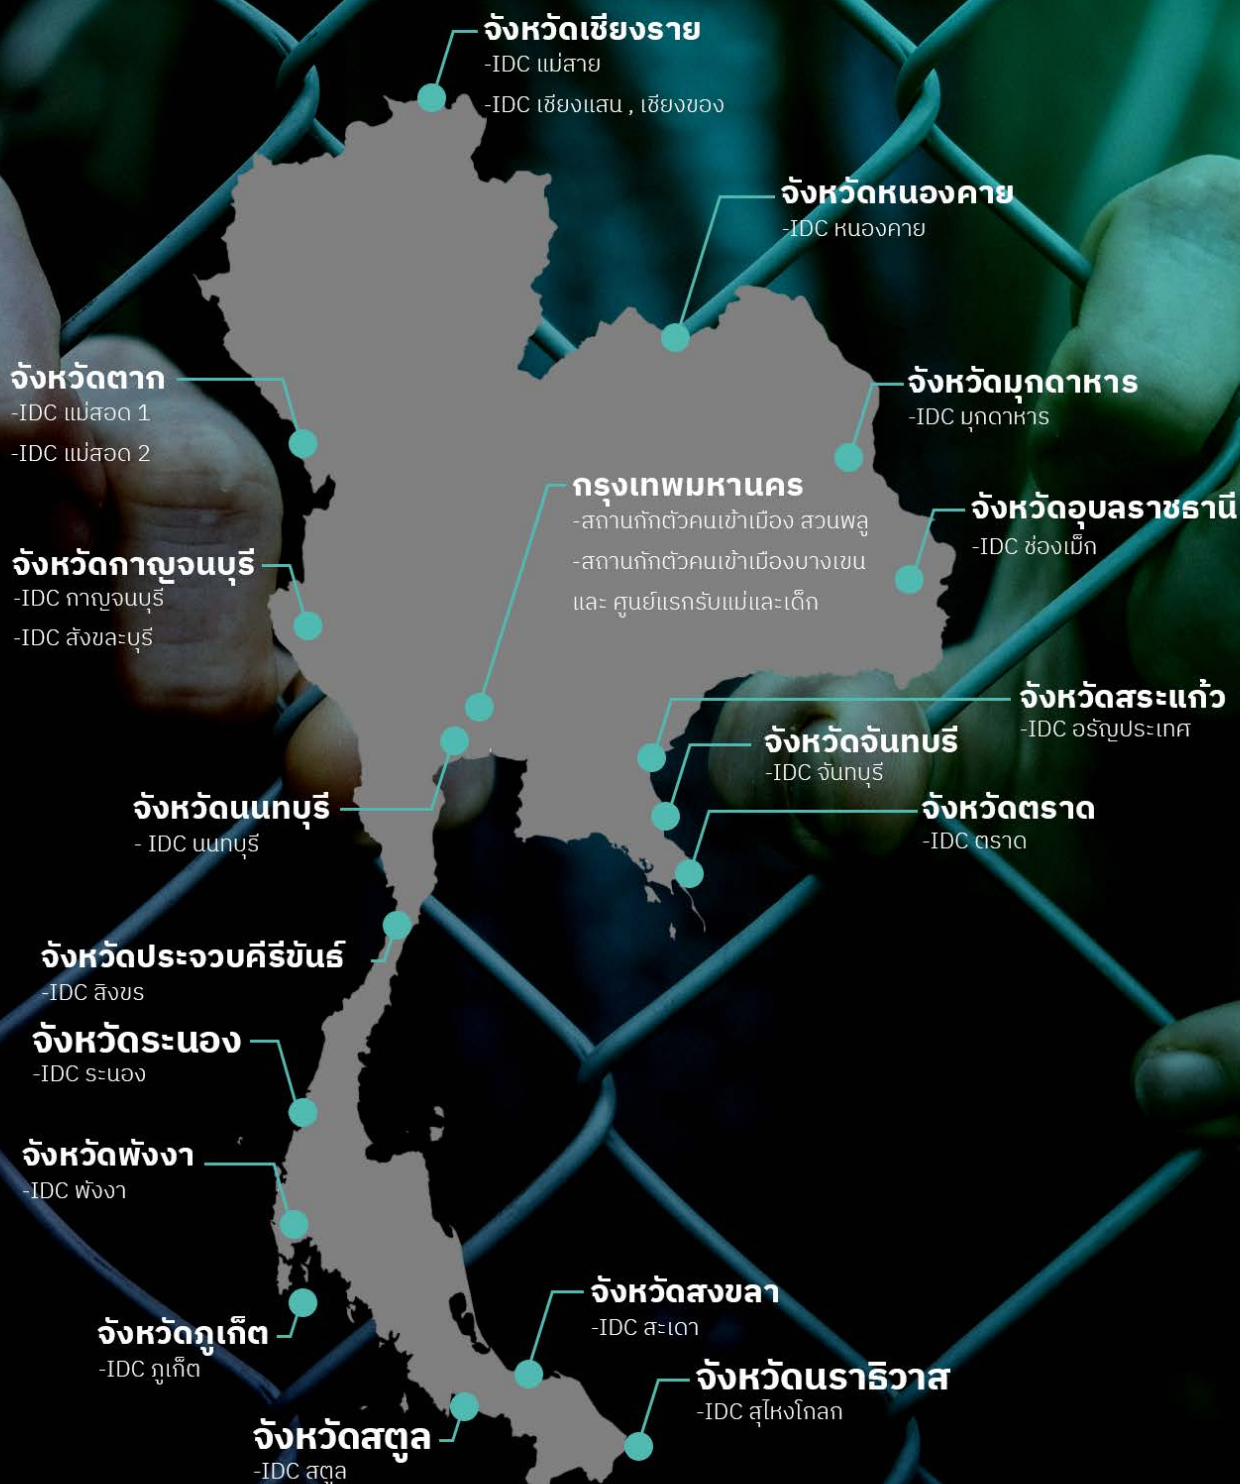 จังหวัดเชียงราย
-IDC แม่สาย
-IDC เชียงแสน , เชียงของ
จังหวัดหนองคาย
-IDC หนองคาย
จังหวัดตาก
-IDC แม่สอด 1
-IDC แม่สอด 2
จังหวัดมุกดาหาร
-IDC มุกดาหาร
กรุงเทพมหานคร
-สถานกักตัวคนเข้าเมือง สวนพลู
-สถานกักตัวคนเข้าเมืองบางเขน
และ ศูนย์แรกรับแม่และเด็ก
จังหวัดอุบลราชธานี
-IDC ช่องเม็ก
จังหวัดกาญจนบุรี
-IDC กาญจนบุรี
-IDC สังขละบุรี
จังหวัดสระแก้ว
-IDC อรัญประเทศ
จังหวัดจันทบรี
-IDC จันทบุรี
จังหวัดนนทบุรี
- IDC นนทบุรี
จังหวัดตราด
-IDC ตราด
จังหวัดประจวบคีรีขันธ์
-IDC สิงขร
จังหวัดระนอง
-IDC ระนอง
จังหวัดพังงา
-IDC พังงา
จังหวัดภูเก็ต
-IDC ภูเก็ต
จังหวัดสงขลา
-IDC สะเดา
จังหวัดนราธิวาส
-IDC สุไหงโกลก
จังหวัดสตูล
-IDC สตูล